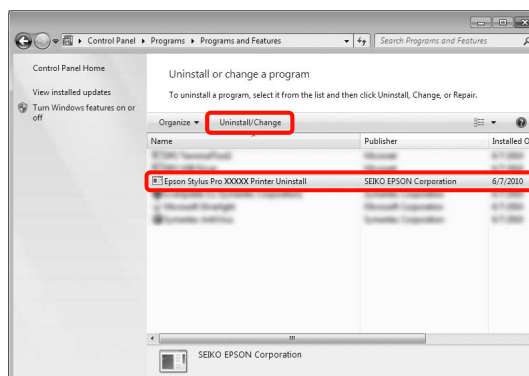 Control Panel ▸ Programs ▸ Programs and Features
Search Programs and Features
Control Panel Home
View installed updates
Turn Windows features on or
off
Uninstall or change a program
To uninstall a program, select it from the list and then click Uninstall, Change, or Repair.
Organize Uninstall/Change
Name Publisher Installed O
Epson Stylus Pro XXXXX Printer Uninstall SEIKO EPSON Corporation 6/7/2010
SEIKO EPSON Corporation